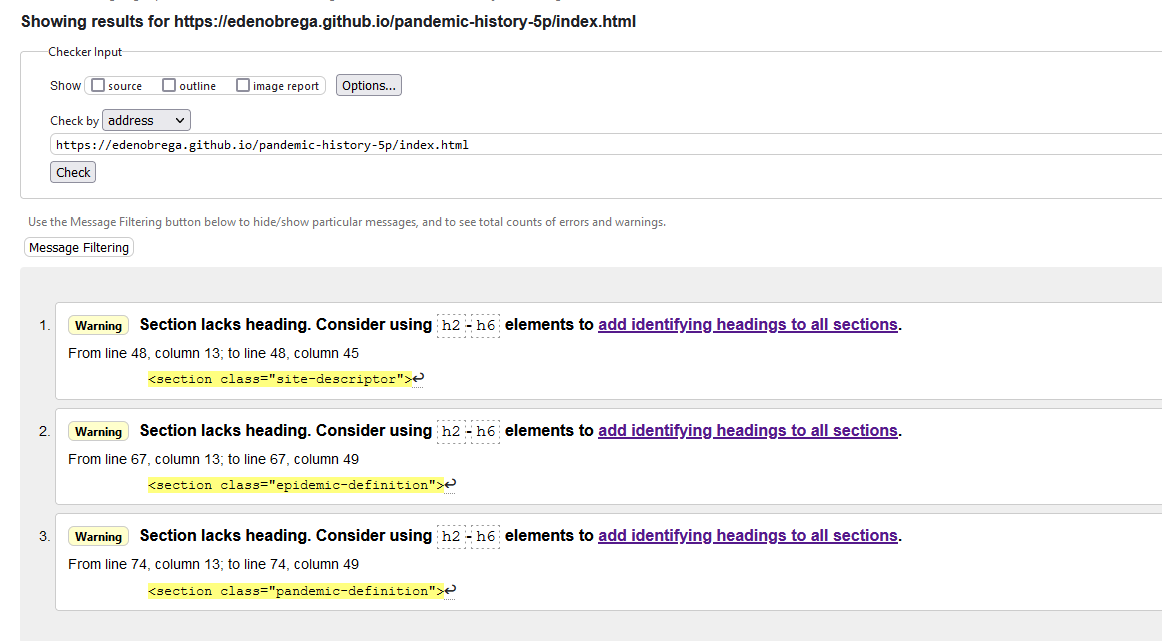 Showing results for https://edenobrega.github.io/pandemic-history-5p/index.html
Checker Input
Show source outline image report Options...
Check by address
https://edenobrega.github.io/pandemic-history-5p/index.html
Check
Use the Message Filtering button below to hide/show particular messages, and to see total counts of errors and warnings.
Message Filtering
1. Warning Section lacks heading. Consider using h2-h6 elements to add identifying headings to all sections.
From line 48, column 13; to line 48, column 45
<section class="site-descriptor">↩
2. Warning Section lacks heading. Consider using h2-h6 elements to add identifying headings to all sections.
From line 67, column 13; to line 67, column 49
<section class="epidemic-definition">↩
3. Warning Section lacks heading. Consider using h2-h6 elements to add identifying headings to all sections.
From line 74, column 13; to line 74, column 49
<section class="pandemic-definition">↩